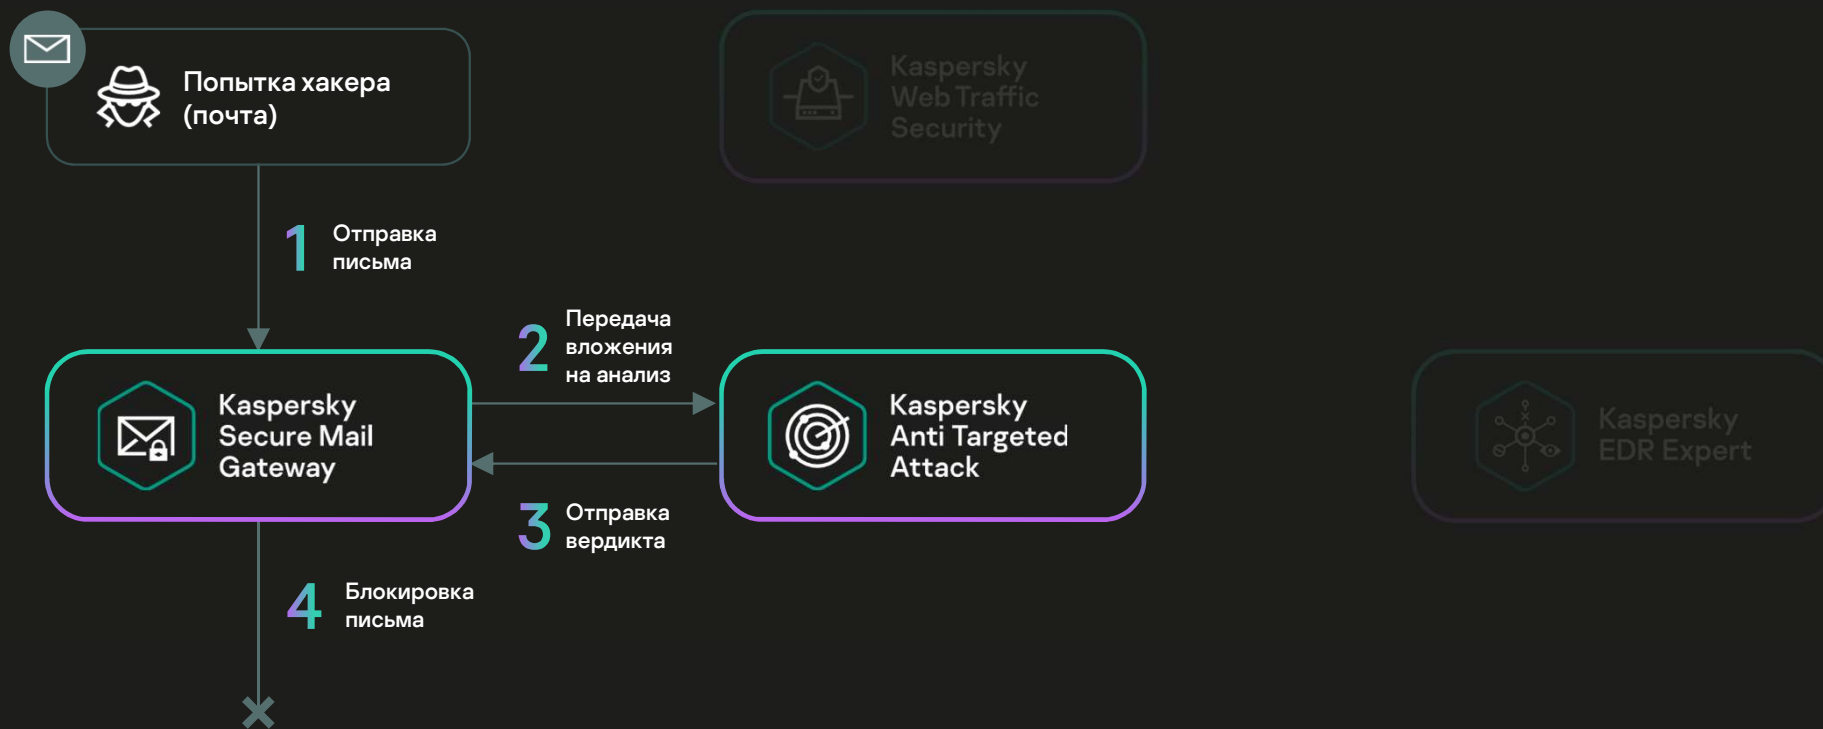 Попытка хакера
(почта)
Kaspersky
Web Traffic
Security
1
Отправка
письма
2
Передача
вложения
на анализ
Kaspersky
Secure Mail
Gateway
Kaspersky
Anti Targeted
Attack
Kaspersky
EDR Expert
3
Отправка
вердикта
4
Блокировка
письма